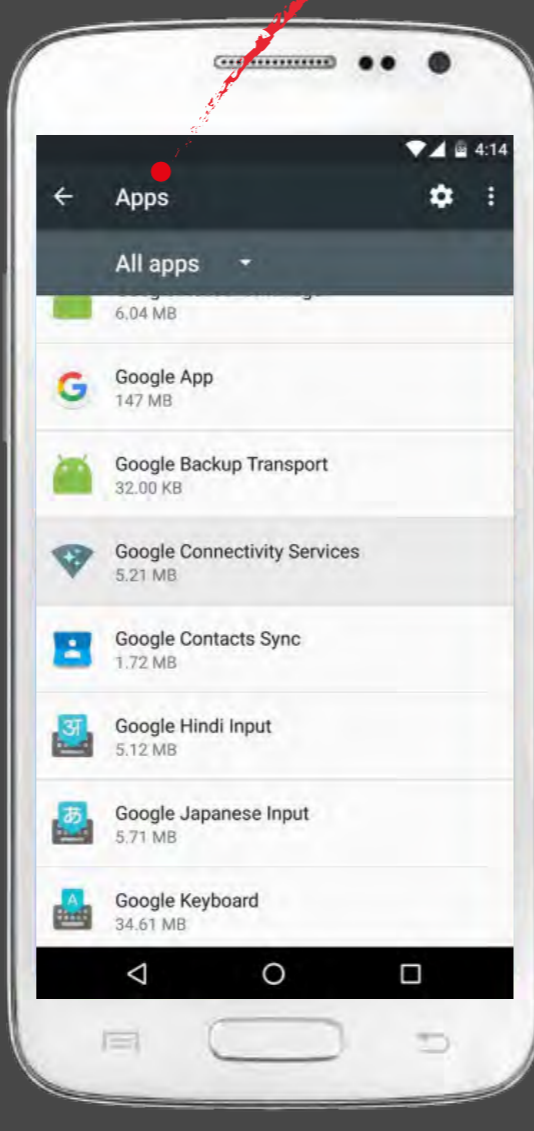 4:14
Apps
All apps
6.04 MB
Google App
147 MB
Google Backup Transport
32.00 KB
Google Connectivity Services
5.21 MB
Google Contacts Sync
1.72 MB
Google Hindi Input
5.12 MB
Google Japanese Input
5.71 MB
Google Keyboard
34.61 MB